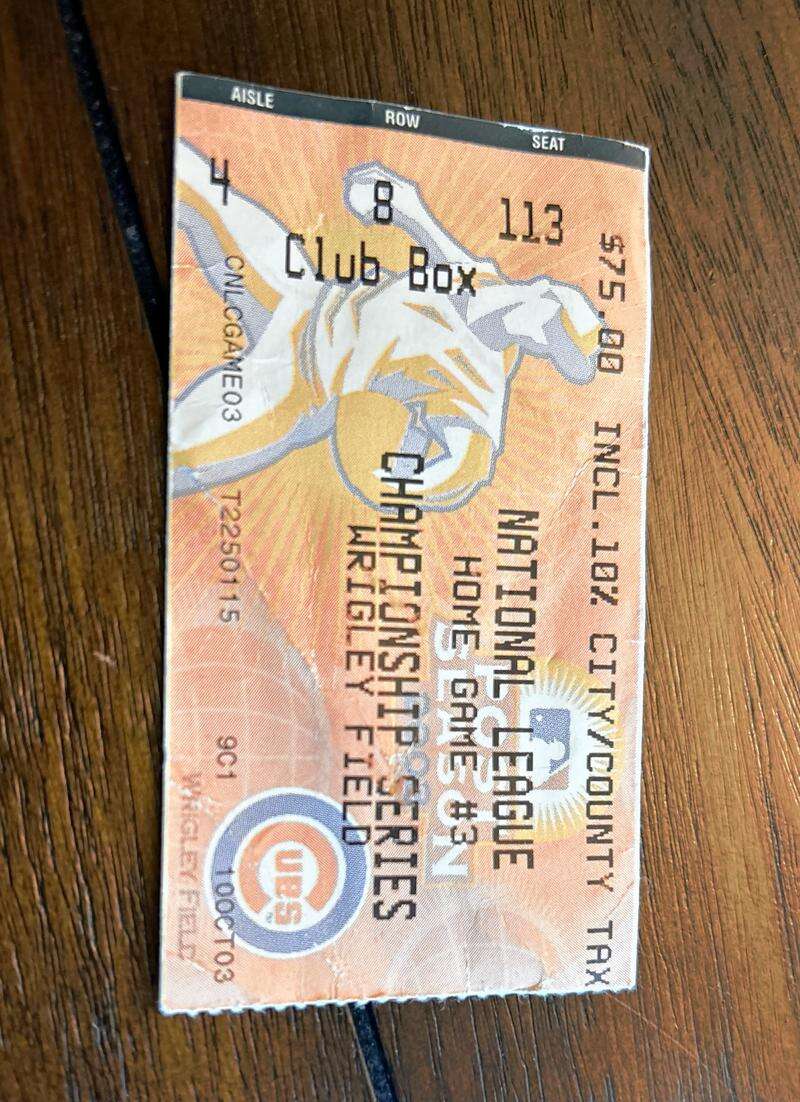 AISLE ROW SEAT
4 8 113
Club Box
$75.00 INCL.10% CITY/COUNTY TAX
NATIONAL LEAGUE
HOME GAME #3
CHAMPIONSHIP SERIES
WRIGLEY FIELD
POST
SEASON
2003
CUBS
WRIGLEY FIELD
CNLCGAME03 T2250115 9C1 10OCT03